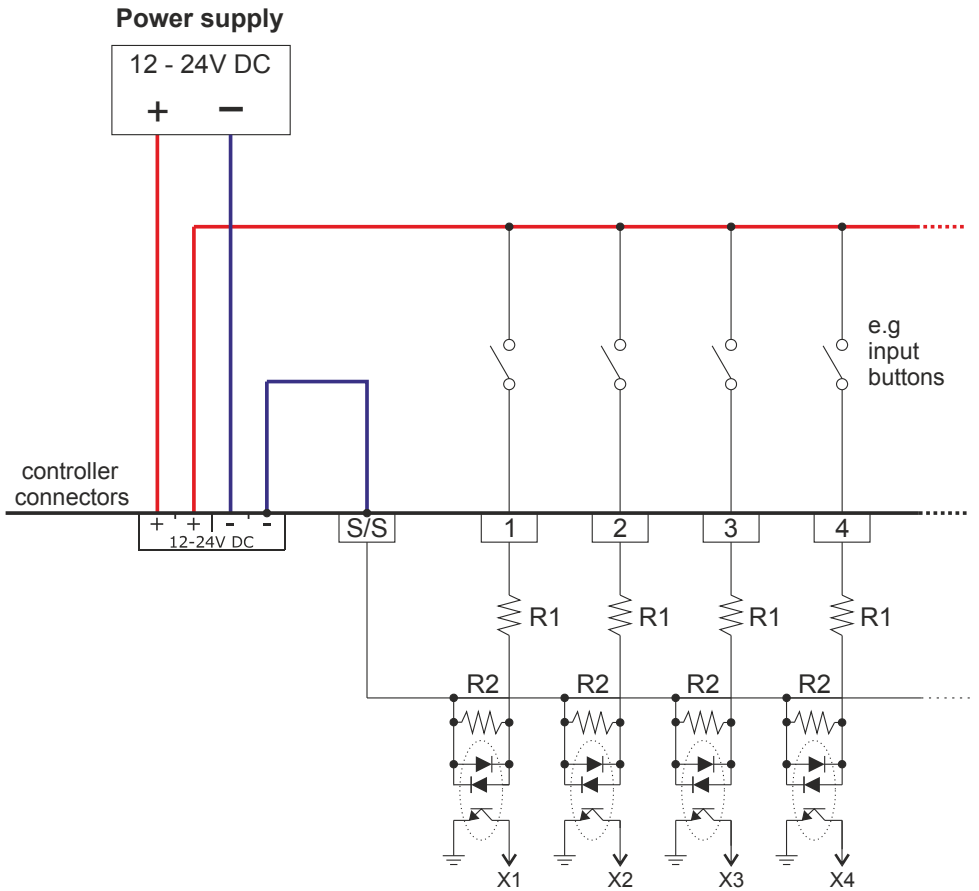 Power supply
12 - 24V DC
+ −
e.g
input
buttons
controller
connectors
+ + - -
12-24V DC
S/S
1 2 3 4
R1 R1 R1 R1
R2 R2 R2 R2
X1 X2 X3 X4